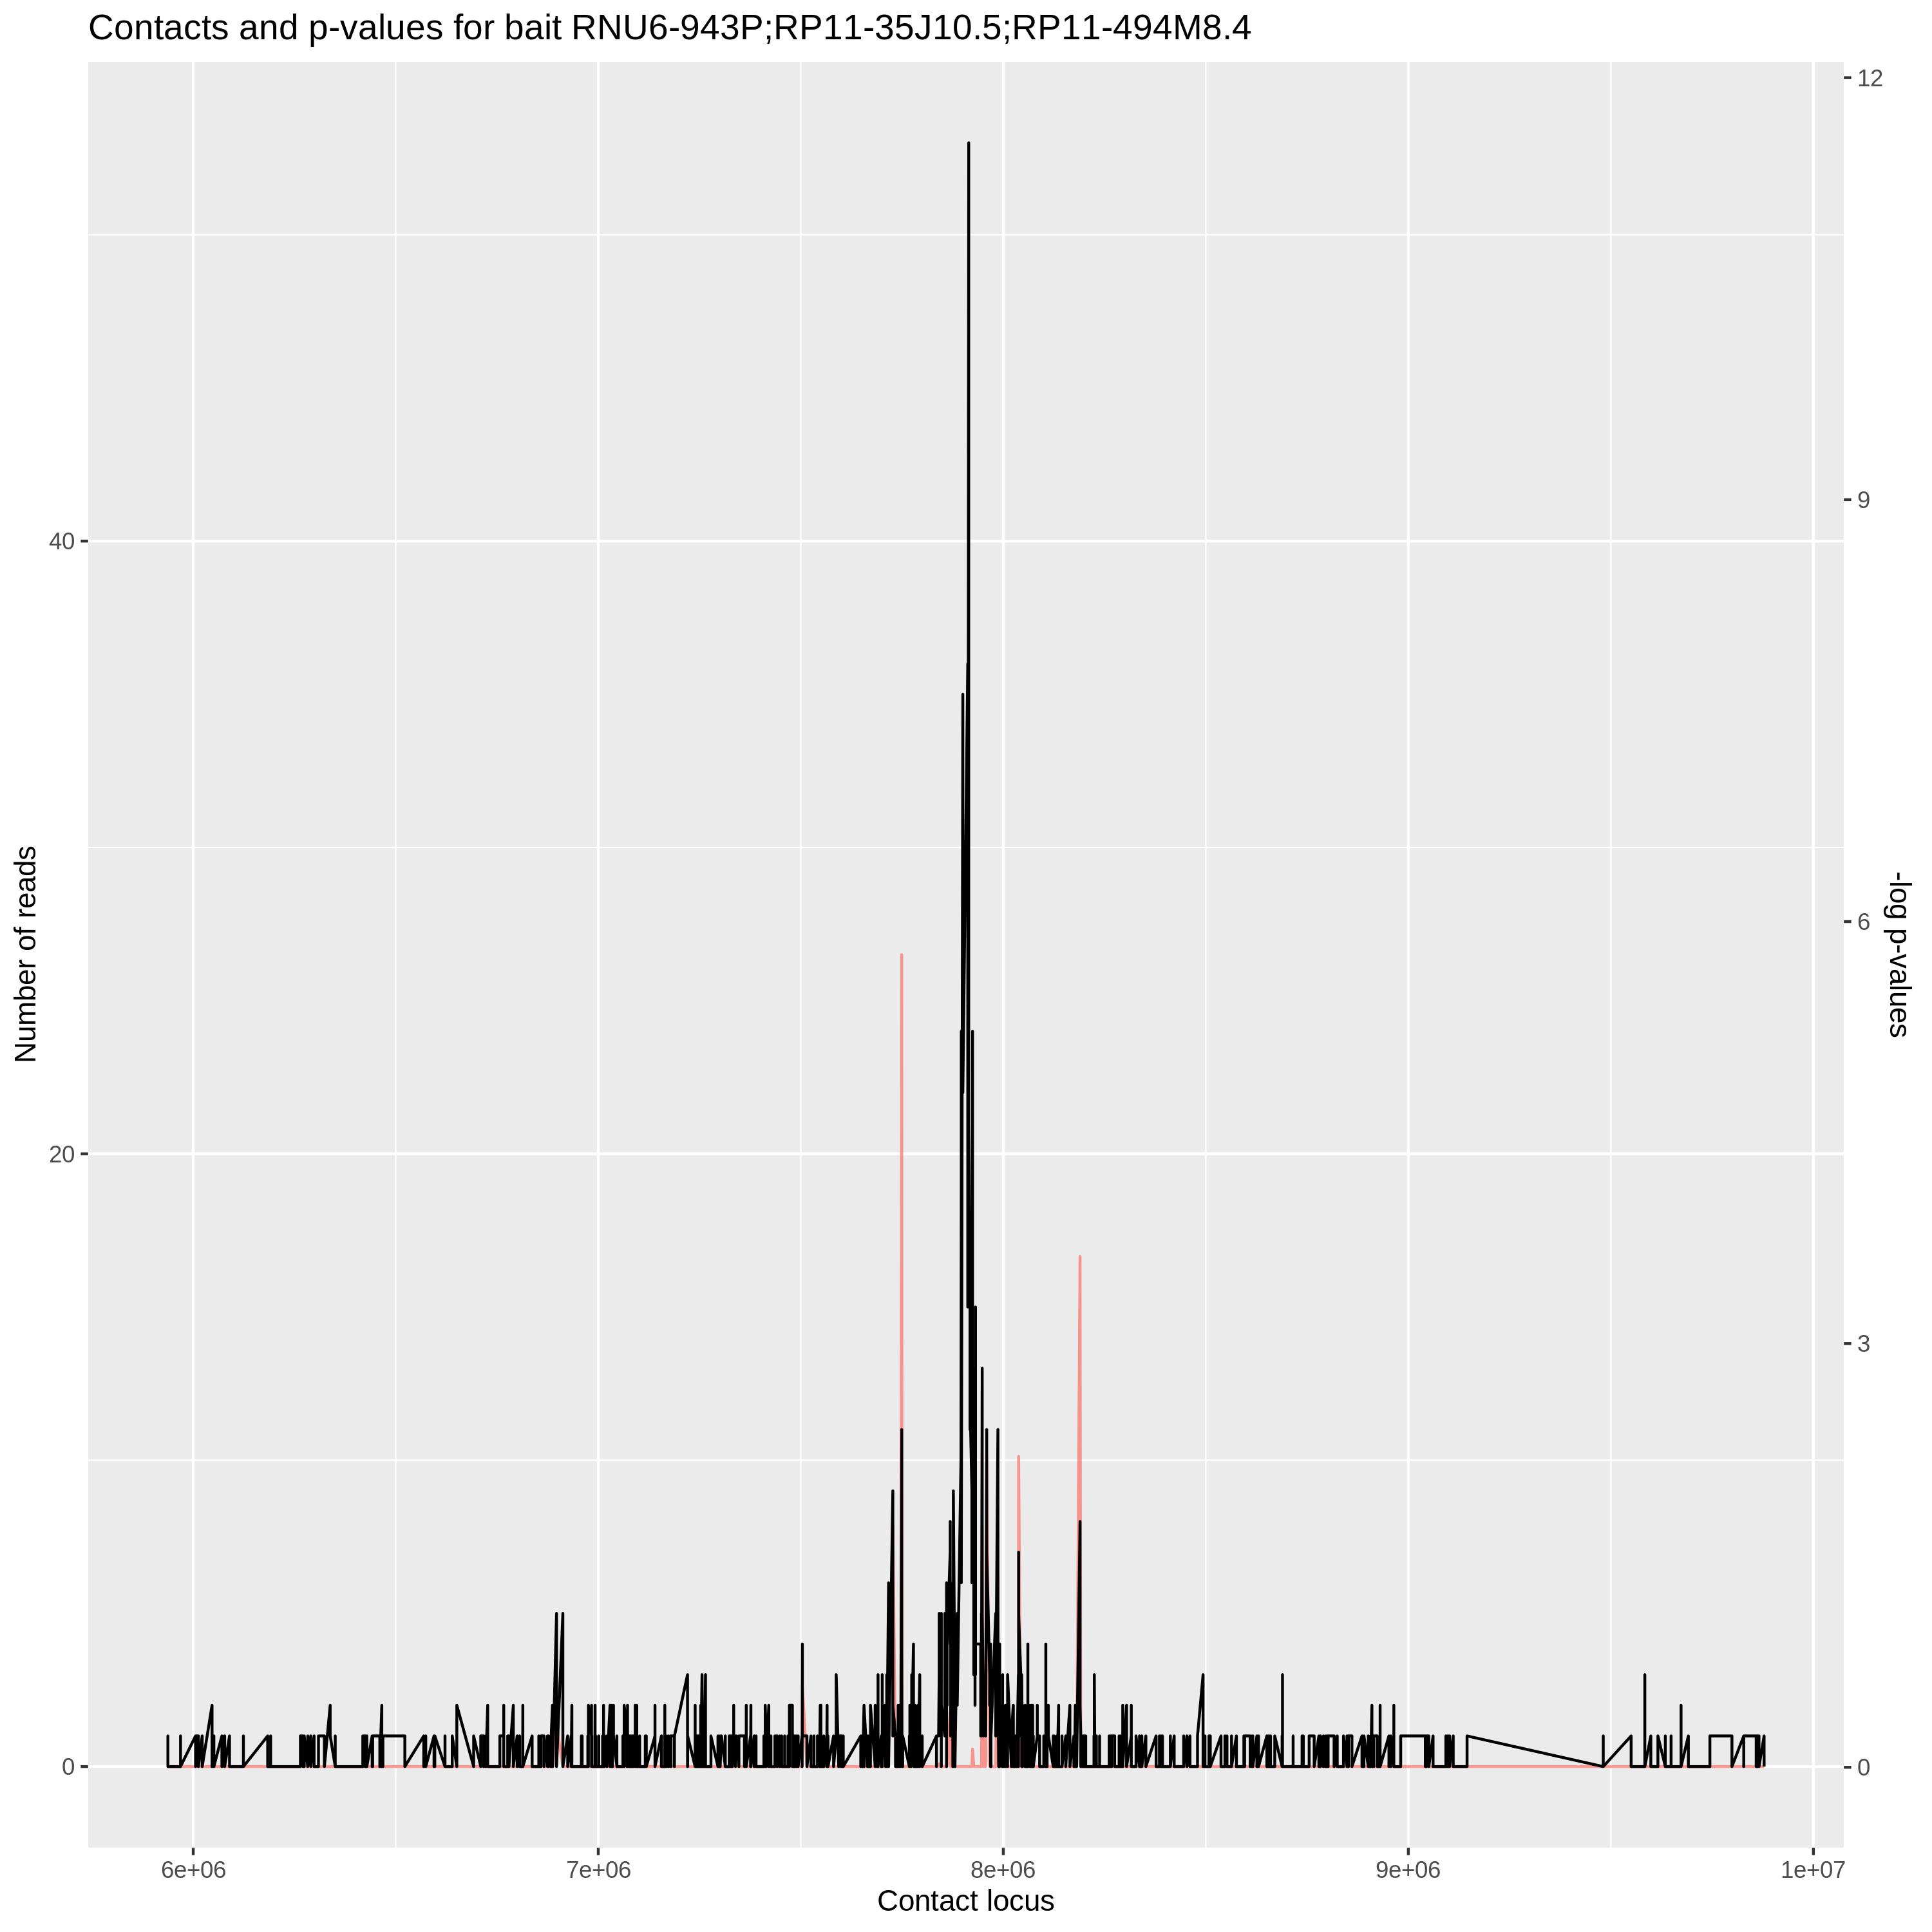 Contacts and p-values for bait RNU6-943P;RP11-35J10.5;RP11-494M8.4
12
9
6
3
0
40
20
0
Number of reads
-log p-values
6e+06 7e+06 8e+06 9e+06 1e+07
Contact locus